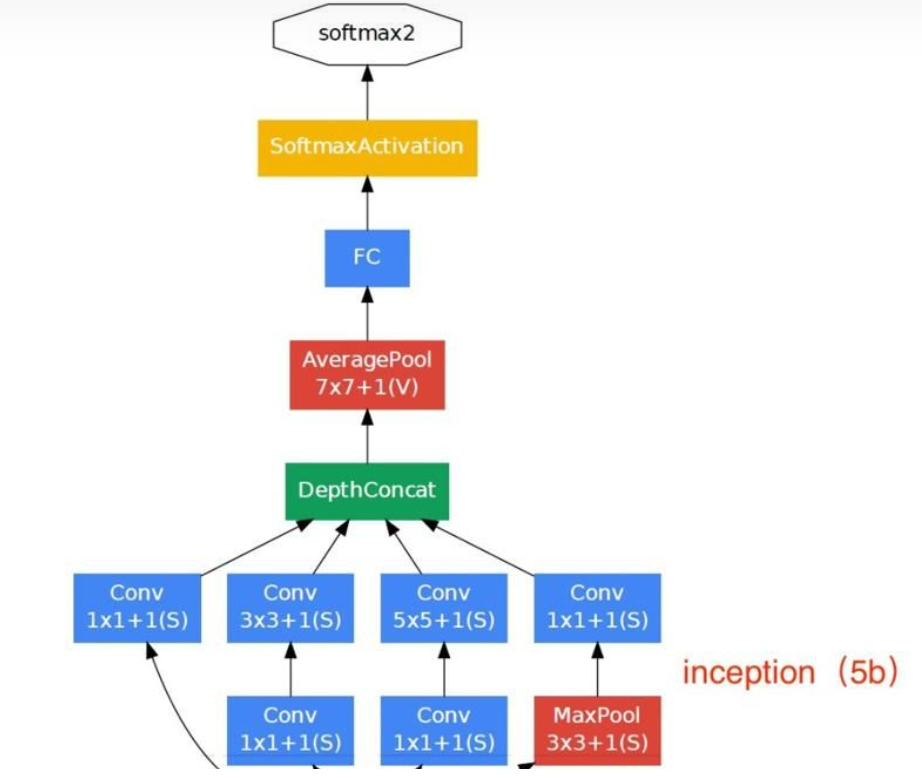 softmax2
SoftmaxActivation
FC
AveragePool
7x7+1(V)
DepthConcat
Conv
1x1+1(S)
Conv
3x3+1(S)
Conv
5x5+1(S)
Conv
1x1+1(S)
inception（5b）
Conv
1x1+1(S)
Conv
1x1+1(S)
MaxPool
3x3+1(S)